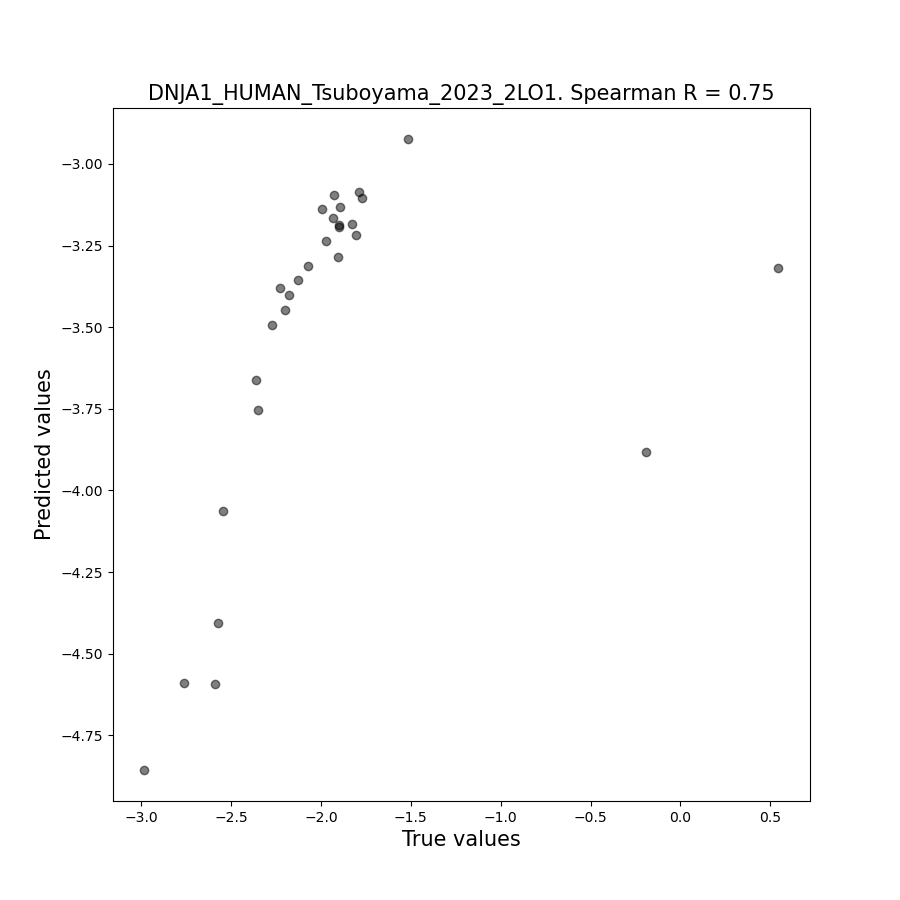 DNJA1_HUMAN_Tsuboyama_2023_2LO1. Spearman R = 0.75
−3.00
−3.25
−3.50
−3.75
−4.00
−4.25
−4.50
−4.75
Predicted values
−3.0 −2.5 −2.0 −1.5 −1.0 −0.5 0.0 0.5
True values